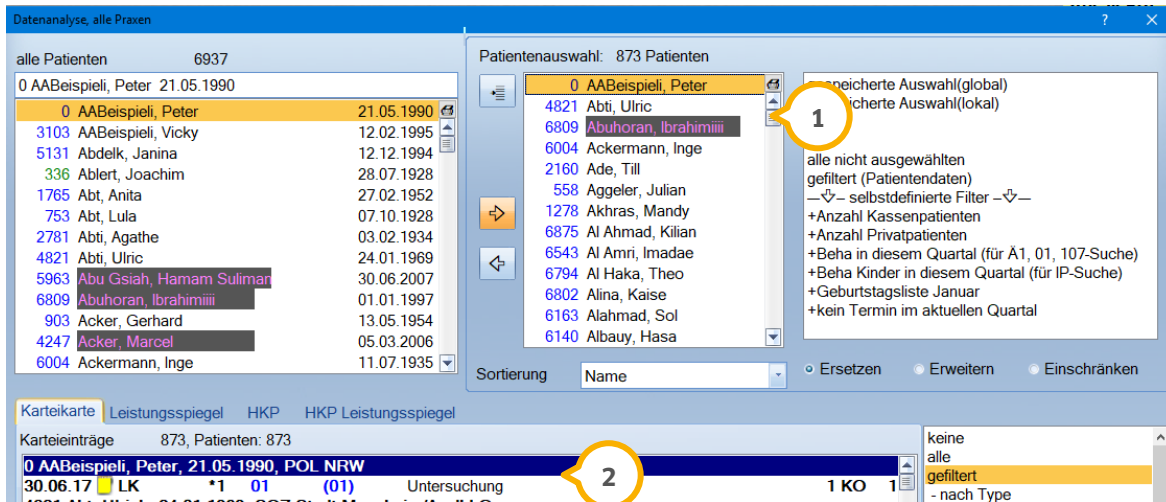 Datenanalyse, alle Praxen
? ×
alle Patienten 6937
0 AABeispieli, Peter 21.05.1990
0 AABeispieli, Peter 21.05.1990
3103 AABeispieli, Vicky 12.02.1995
5131 Abdelk, Janina 12.12.1994
336 Ablert, Joachim 28.07.1928
1765 Abt, Anita 27.02.1952
753 Abt, Lula 07.10.1928
2781 Abti, Agathe 03.02.1934
4821 Abti, Ulric 24.01.1969
5963 Abu Gsiah, Hamam Suliman 30.06.2007
6809 Abuhoran, Ibrahimiiii 01.01.1997
903 Acker, Gerhard 13.05.1954
4247 Acker, Marcel 05.03.2006
6004 Ackermann, Inge 11.07.1935
Patientenauswahl: 873 Patienten
0 AABeispieli, Peter
4821 Abti, Ulric
6809 Abuhoran, Ibrahimiiii
6004 Ackermann, Inge
2160 Ade, Till
558 Aggeler, Julian
1278 Akhras, Mandy
6875 Al Ahmad, Kilian
6543 Al Amri, Imadae
6794 Al Haka, Theo
6802 Alina, Kaise
6163 Alahmad, Sol
6140 Albauy, Hasa
Sortierung Name
1
Auswahl(global)
Auswahl(lokal)
alle nicht ausgewählten
gefiltert (Patientendaten)
– selbstdefinierte Filter –
+Anzahl Kassenpatienten
+Anzahl Privatpatienten
+Beha in diesem Quartal (für Ä1, 01, 107-Suche)
+Beha Kinder in diesem Quartal (für IP-Suche)
+Geburtstagsliste Januar
+kein Termin im aktuellen Quartal
Ersetzen Erweitern Einschränken
Karteikarte Leistungsspiegel HKP HKP Leistungsspiegel
Karteieinträge 873, Patienten: 873
0 AABeispieli, Peter, 21.05.1990, POL NRW
30.06.17 LK *1 01 (01) Untersuchung 1 KO 1
2
keine
alle
gefiltert
- nach Type